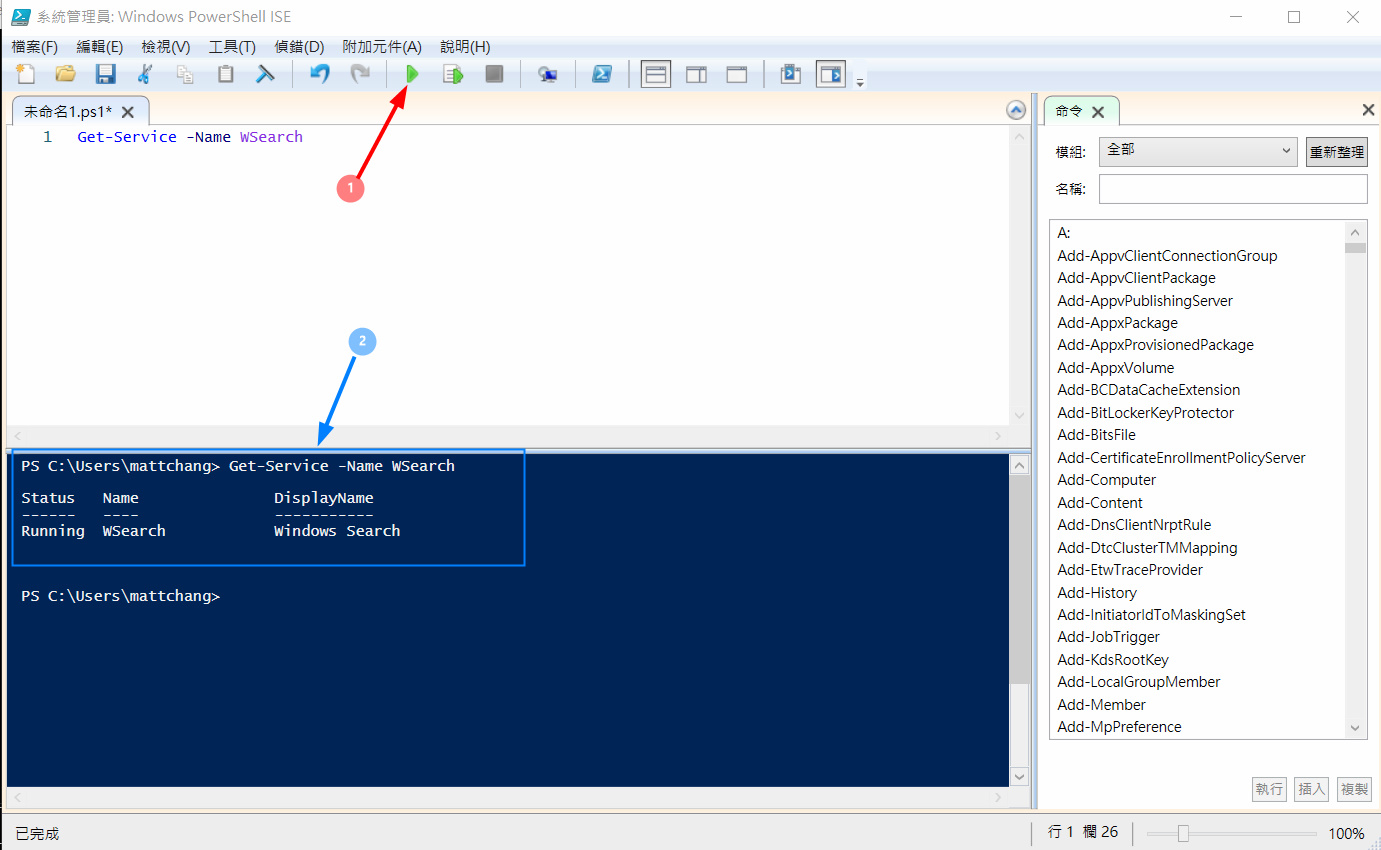 系統管理員: Windows PowerShell ISE
檔案(F) 編輯(E) 檢視(V) 工具(T) 偵錯(D) 附加元件(A) 說明(H)
未命名1.ps1*
1 Get-Service -Name WSearch
1
2
PS C:\Users\mattchang> Get-Service -Name WSearch
Status Name DisplayName
------ ---- -----------
Running WSearch Windows Search
PS C:\Users\mattchang>
命令
模組: 全部 重新整理
名稱:
A:
Add-AppvClientConnectionGroup
Add-AppvClientPackage
Add-AppvPublishingServer
Add-AppxPackage
Add-AppxProvisionedPackage
Add-AppxVolume
Add-BCDataCacheExtension
Add-BitLockerKeyProtector
Add-BitsFile
Add-CertificateEnrollmentPolicyServer
Add-Computer
Add-Content
Add-DnsClientNrptRule
Add-DtcClusterTMMapping
Add-EtwTraceProvider
Add-History
Add-InitiatorIdToMaskingSet
Add-JobTrigger
Add-KdsRootKey
Add-LocalGroupMember
Add-Member
Add-MpPreference
執行 插入 複製
已完成 行 1 欄 26 100%